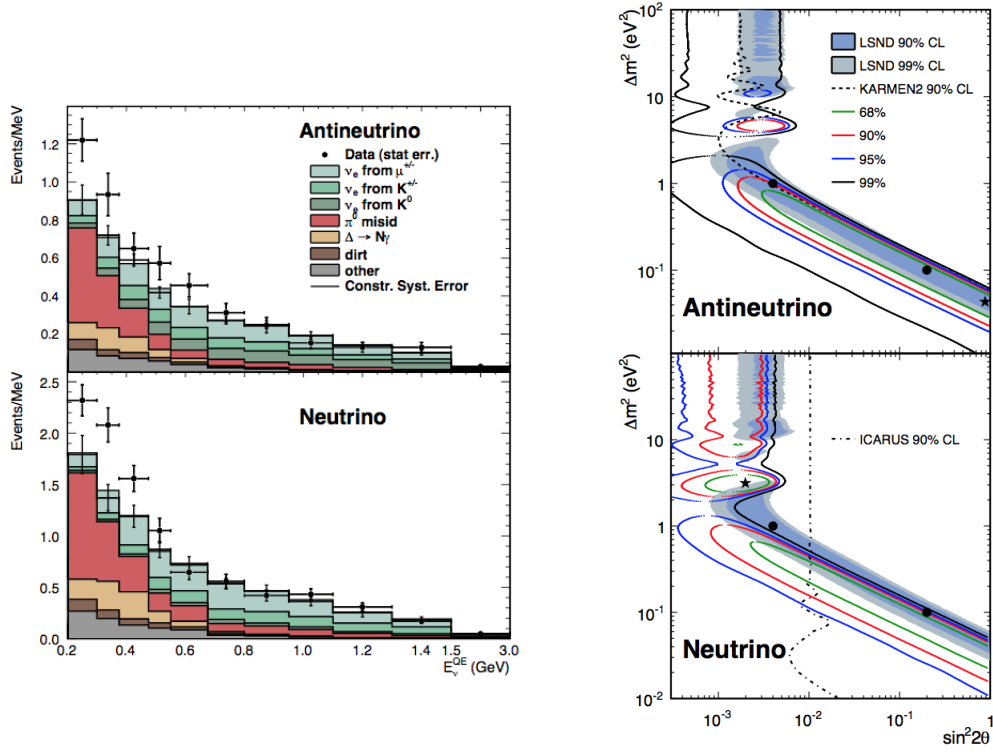 Events/MeV
1.2
1.0
0.8
0.6
0.4
0.2
Antineutrino
Data (stat err.)
νe from μ+/-
νe from K+/-
νe from K0
π0 misid
Δ → Nγ
dirt
other
Constr. Syst. Error
Events/MeV
2.5
2.0
1.5
1.0
0.5
0.0
Neutrino
0.2 0.4 0.6 0.8 1.0 1.2 1.4 1.5 3.0
EνQE (GeV)
Δm2 (eV2)
102
10
1
10-1
LSND 90% CL
LSND 99% CL
KARMEN2 90% CL
68%
90%
95%
99%
Antineutrino
Δm2 (eV2)
10
1
10-1
10-2
ICARUS 90% CL
Neutrino
10-3 10-2 10-1 1
sin22θ